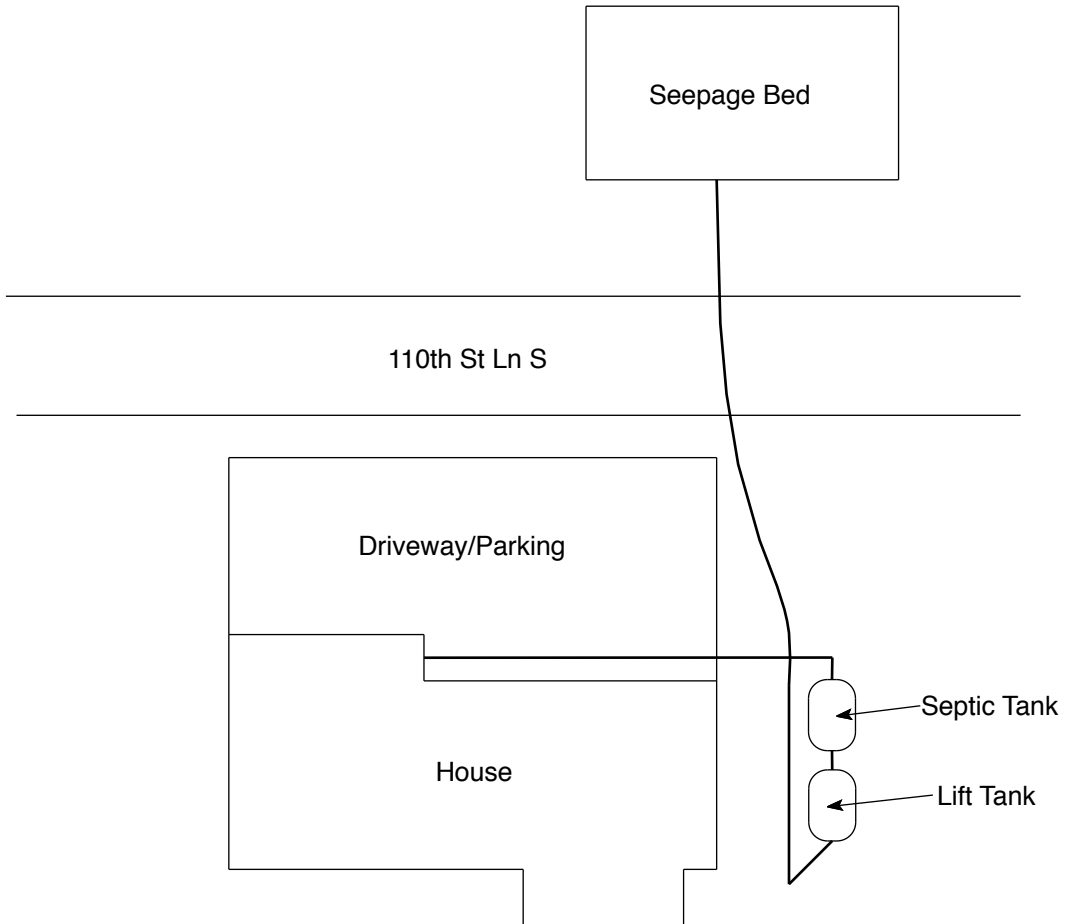 Seepage Bed
110th St Ln S
Driveway/Parking
Septic Tank
House
Lift Tank